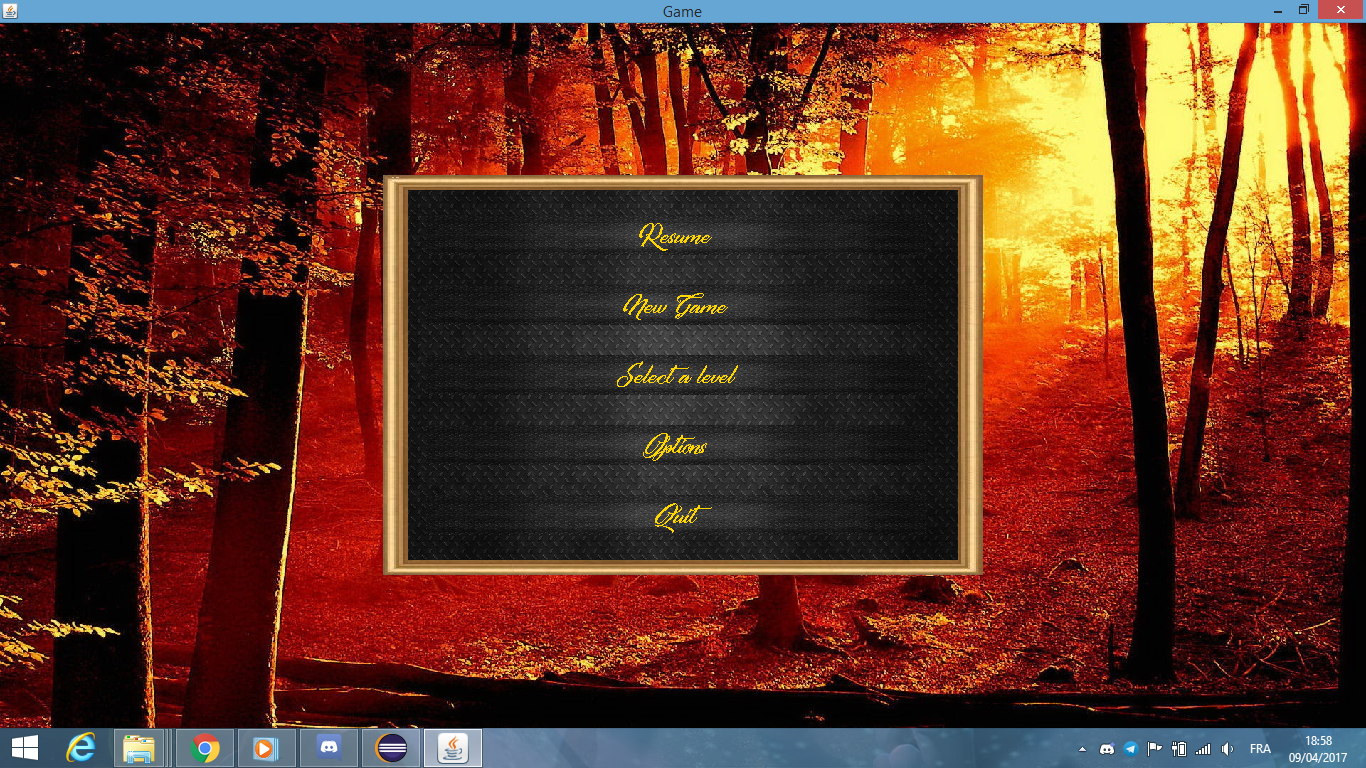 Game
Resume
New Game
Select a level
Options
Quit
FRA
18:58
09/04/2017